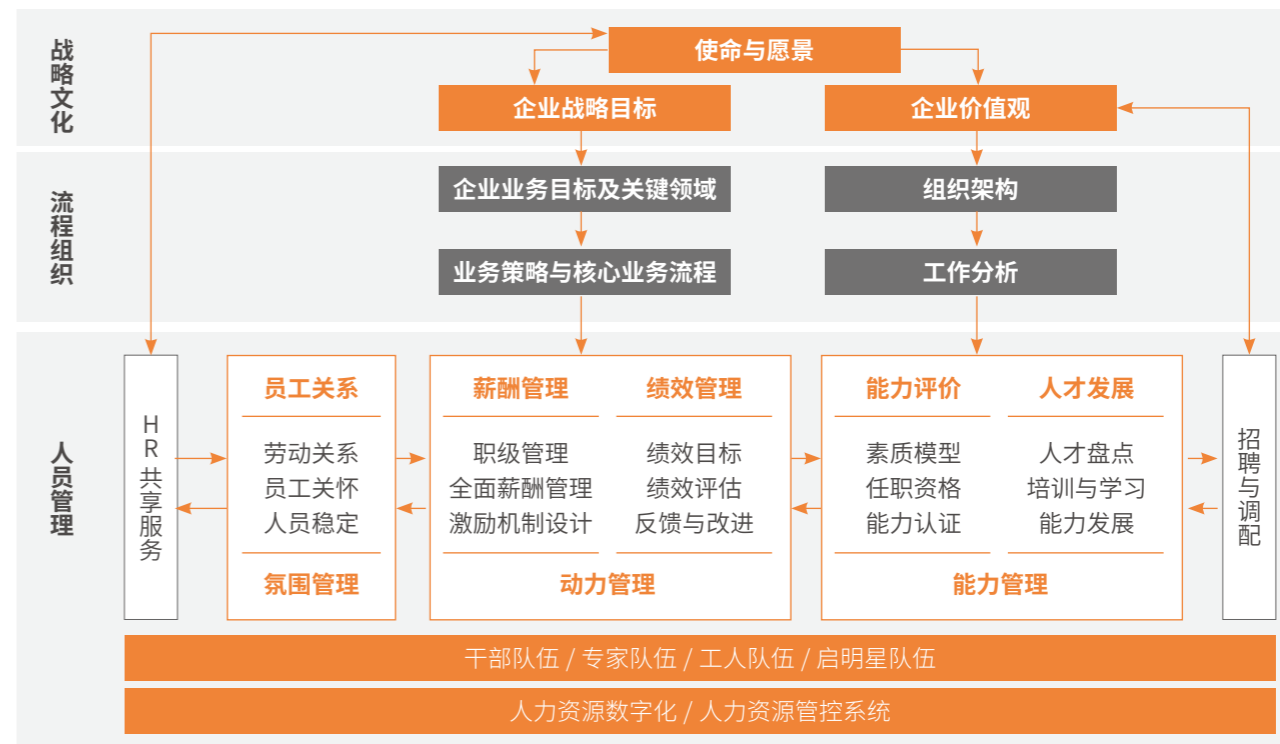 战略文化
使命与愿景
企业战略目标
企业价值观
流程组织
企业业务目标及关键领域
组织架构
业务策略与核心业务流程
工作分析
人员管理
HR共享服务
员工关系
劳动关系
员工关怀
人员稳定
氛围管理
薪酬管理
职级管理
全面薪酬管理
激励机制设计
绩效管理
绩效目标
绩效评估
反馈与改进
动力管理
能力评价
素质模型
任职资格
能力认证
人才发展
人才盘点
培训与学习
能力发展
能力管理
招聘与调配
干部队伍 / 专家队伍 / 工人队伍 / 启明星队伍
人力资源数字化 / 人力资源管控系统